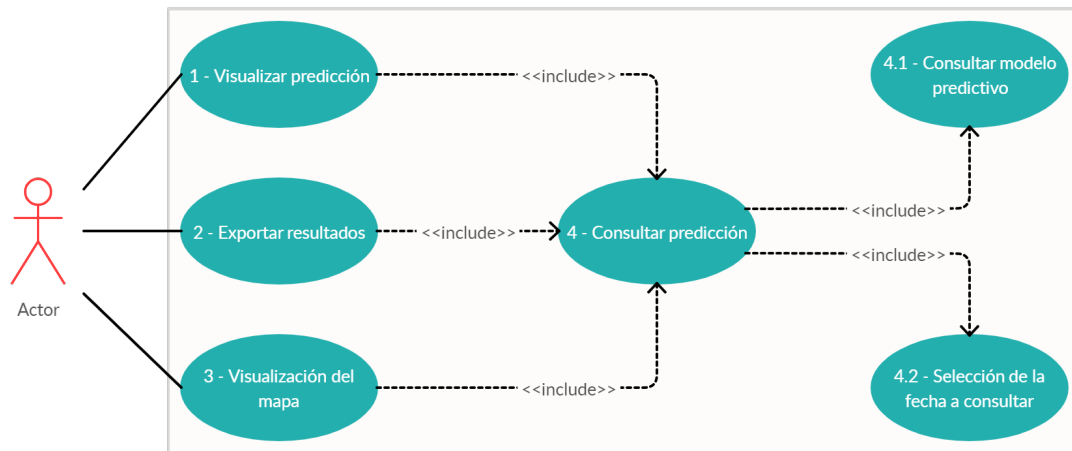 1 - Visualizar predicción
<<include>>
4.1 - Consultar modelo
predictivo
2 - Exportar resultados
<<include>>
4 - Consultar predicción
<<include>>
<<include>>
Actor
3 - Visualización del
mapa
<<include>>
4.2 - Selección de la
fecha a consultar